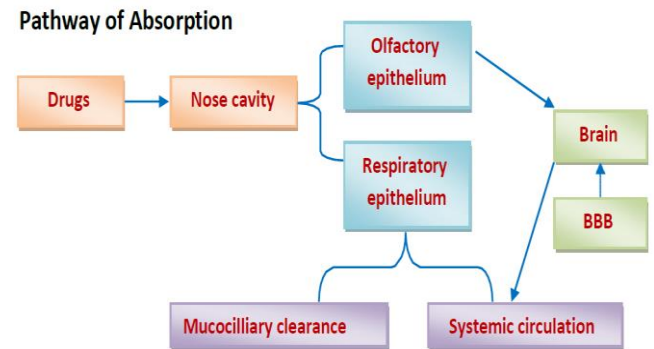 Pathway of Absorption
Drugs
Nose cavity
Olfactory
epithelium
Respiratory
epithelium
Brain
BBB
Mucocilliary clearance
Systemic circulation